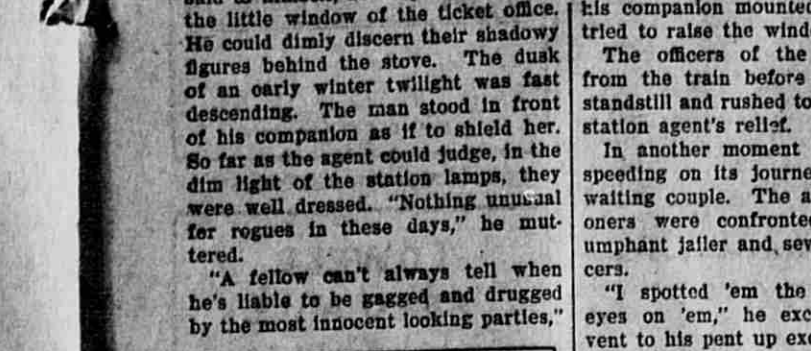 the little window of the ticket office.
He could dimly discern their shadowy
figures behind the stove. The dusk
of an early winter twilight was fast
descending. The man stood in front
of his companion as if to shield her.
So far as the agent could judge, in the
dim light of the station lamps, they
were well dressed. "Nothing unusual
for rogues in these days," he mut-
tered.
"A fellow can't always tell when
he's liable to be gagged and drugged
by the most innocent looking parties,"
his companion mounted
tried to raise the wind
The officers of the
from the train before
standstill and rushed to
station agent's relief.
In another moment
speeding on its journe
waiting couple. The a
oners were confronte
umphant jailer and sev
cers.
"I spotted 'em the
eyes on 'em," he exc
vent to his pent up ex